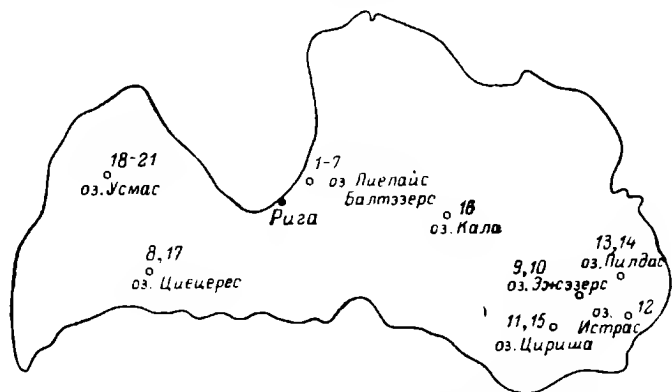 18-21
оз. Усмас
1-7
оз Лиелайс
Балтэзерс
Рига
16
оз. Кала
8, 17
оз. Циецерес
13, 14
оз. Пилдас
9, 10
оз. Эжэзерс
11, 15
оз. Цириша
12
оз.
Истрас